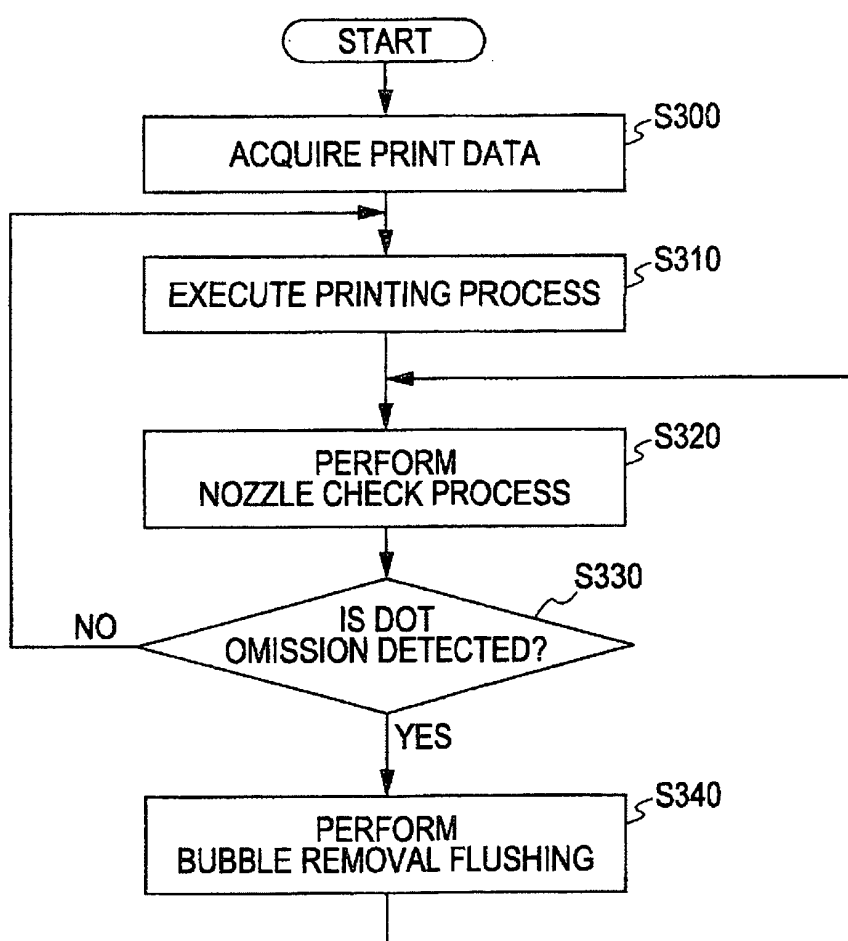 START
S300
ACQUIRE PRINT DATA
S310
EXECUTE PRINTING PROCESS
S320
PERFORM
NOZZLE CHECK PROCESS
S330
IS DOT
OMISSION DETECTED?
NO
YES
S340
PERFORM
BUBBLE REMOVAL FLUSHING